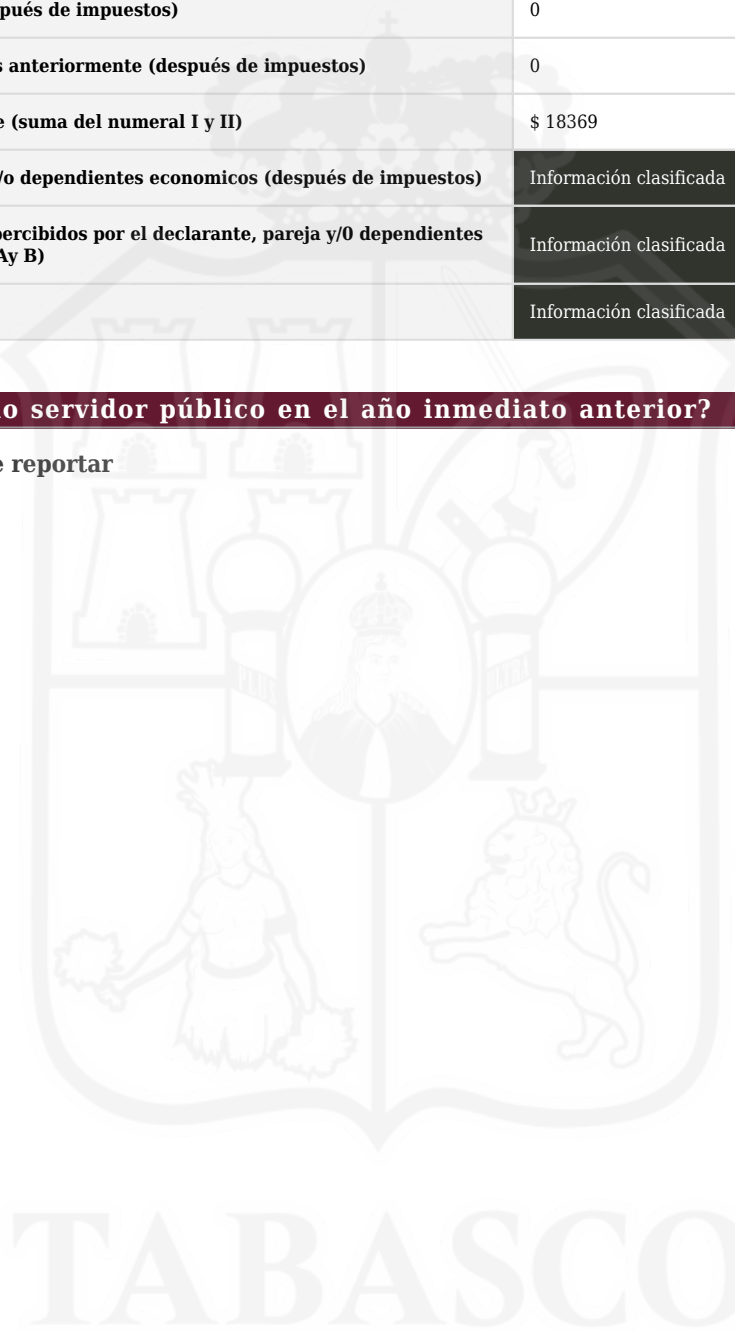 pués de impuestos)
0
s anteriormente (después de impuestos)
0
e (suma del numeral I y II)
$ 18369
/o dependientes economicos (después de impuestos)
Información clasificada
percibidos por el declarante, pareja y/0 dependientes
Ay B)
Información clasificada
Información clasificada
o servidor público en el año inmediato anterior?
e reportar
PLUS
ULTRA
TABASCO